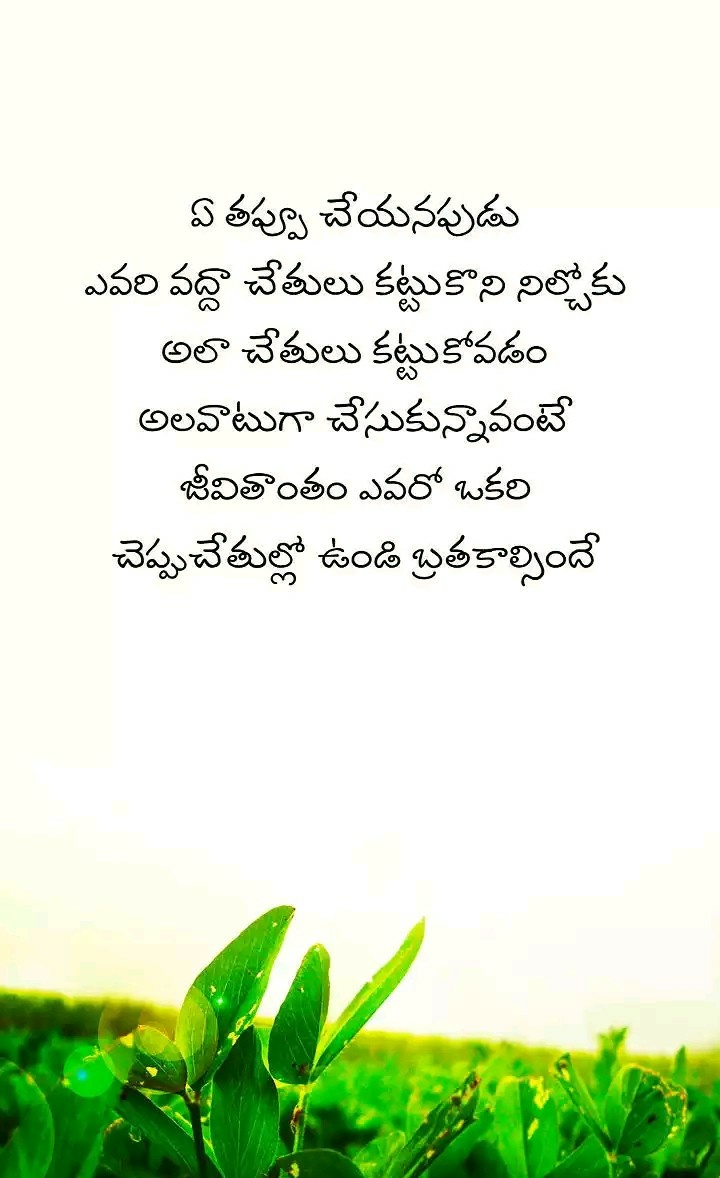 ఏ తప్పూ చేయనపుడు
ఎవరి వద్దా చేతులు కట్టుకొని నిల్చోకు
అలా చేతులు కట్టుకోవడం
అలవాటుగా చేసుకున్నావంటే
జీవితాంతం ఎవరో ఒకరి
చెప్పుచేతుల్లో ఉండి బ్రతకాల్సిందే